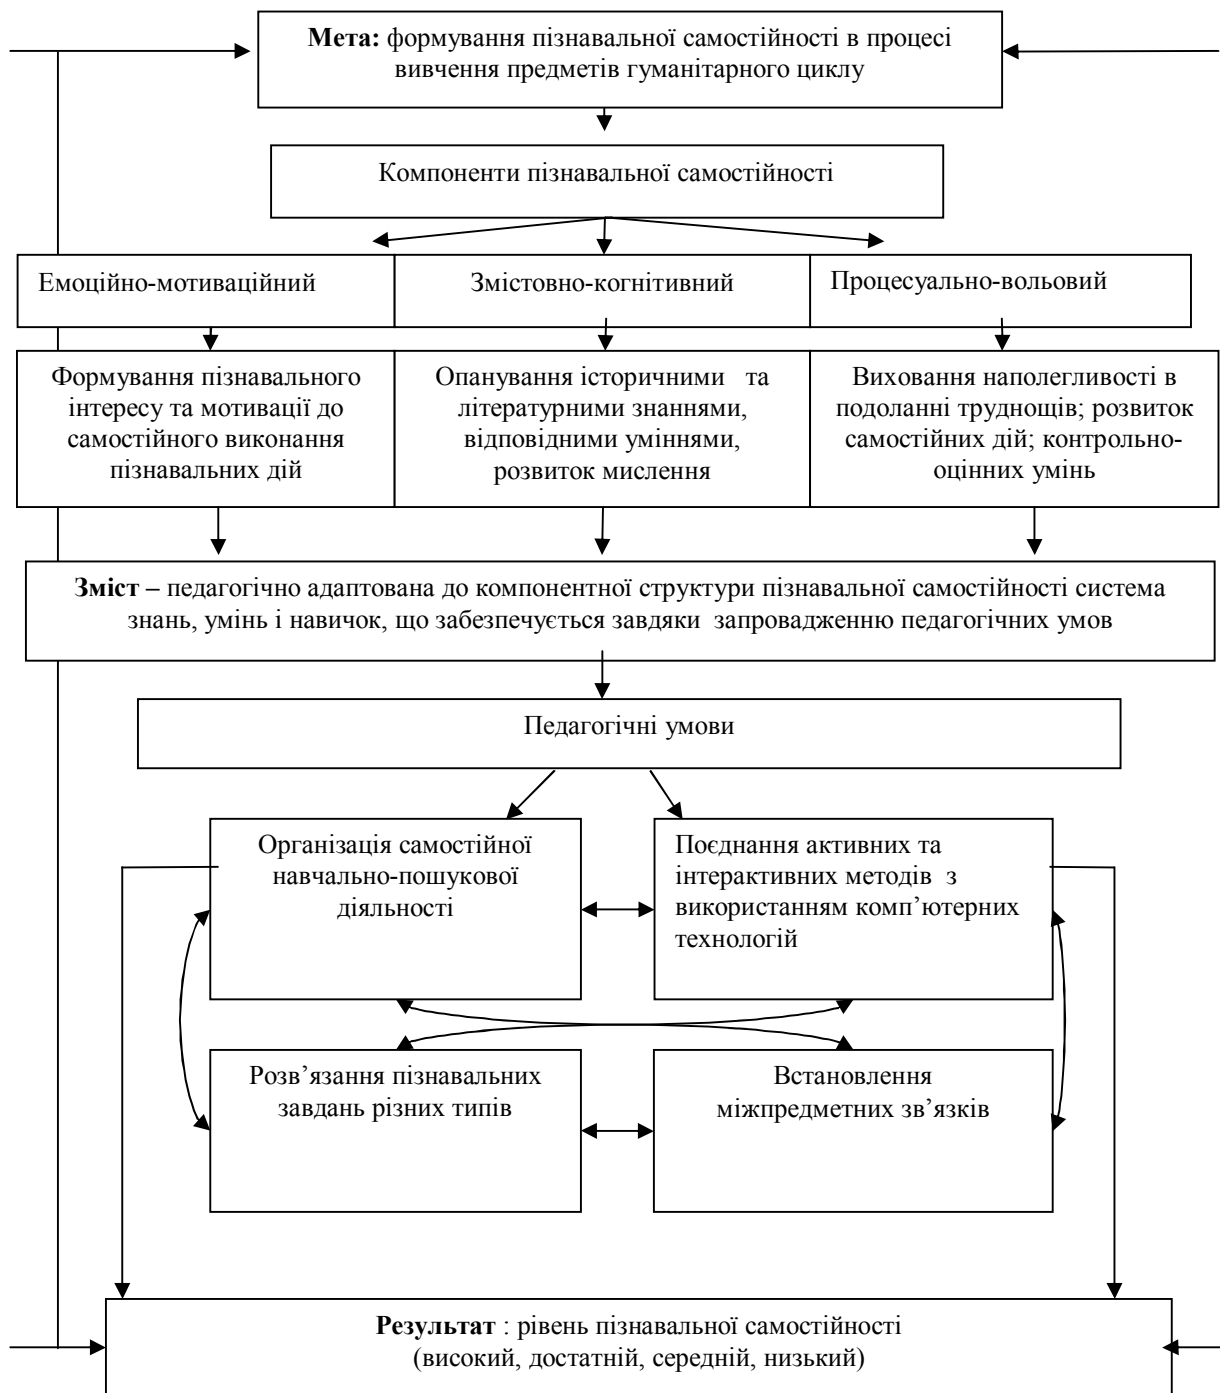 Мета: формування пізнавальної самостійності в процесі
вивчення предметів гуманітарного циклу
Компоненти пізнавальної самостійності
Емоційно-мотиваційний
Змістовно-когнітивний
Процесуально-вольовий
Формування пізнавального
інтересу та мотивації до
самостійного виконання
пізнавальних дій
Опанування історичними та
літературними знаннями,
відповідними уміннями,
розвиток мислення
Виховання наполегливості в
подоланні труднощів; розвиток
самостійних дій; контрольно-
оцінних умінь
Зміст – педагогічно адаптована до компонентної структури пізнавальної самостійності система
знань, умінь і навичок, що забезпечується завдяки запровадженню педагогічних умов
Педагогічні умови
Організація самостійної
навчально-пошукової
діяльності
Поєднання активних та
інтерактивних методів з
використанням комп’ютерних
технологій
Розв’язання пізнавальних
завдань різних типів
Встановлення
міжпредметних зв’язків
Результат : рівень пізнавальної самостійності
(високий, достатній, середній, низький)